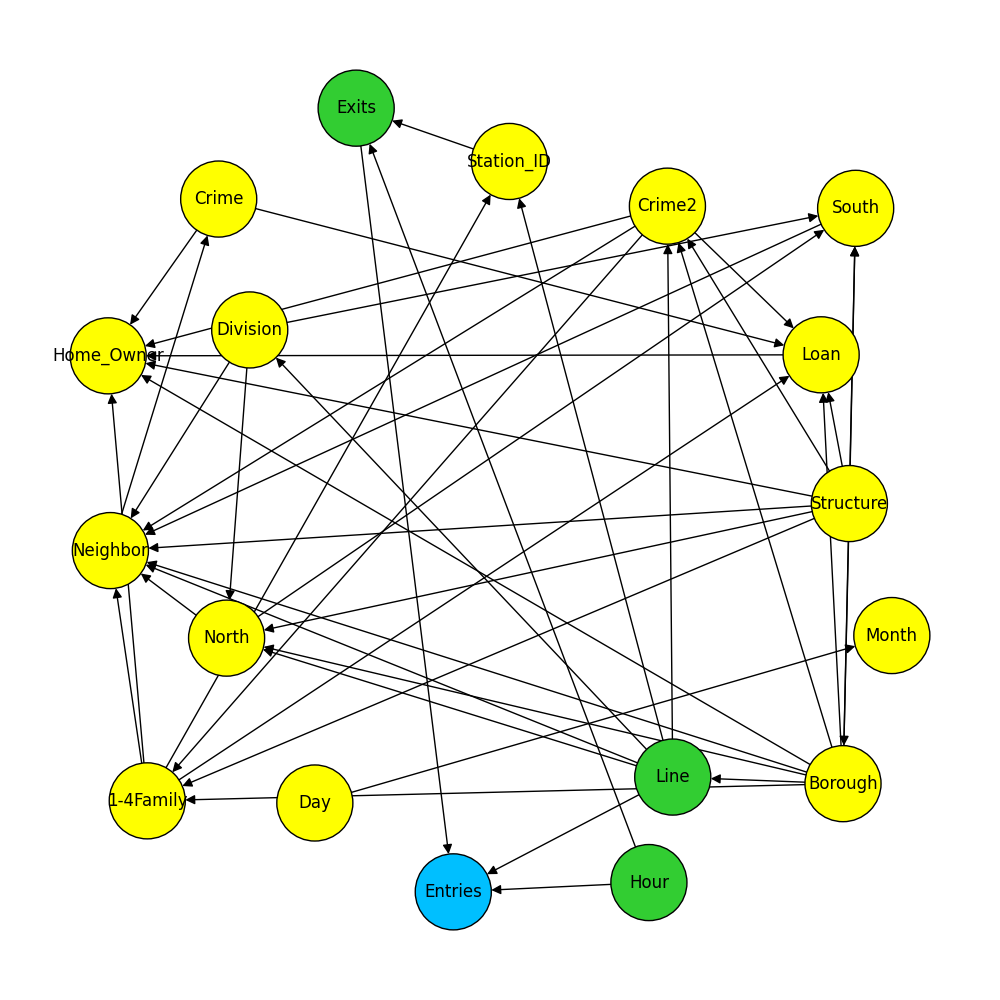 Exits
Station_ID
Crime
Crime2
South
Division
Home_Owner
Loan
Structure
Neighbor
North
Month
Line
Borough
1-4Family
Day
Hour
Entries